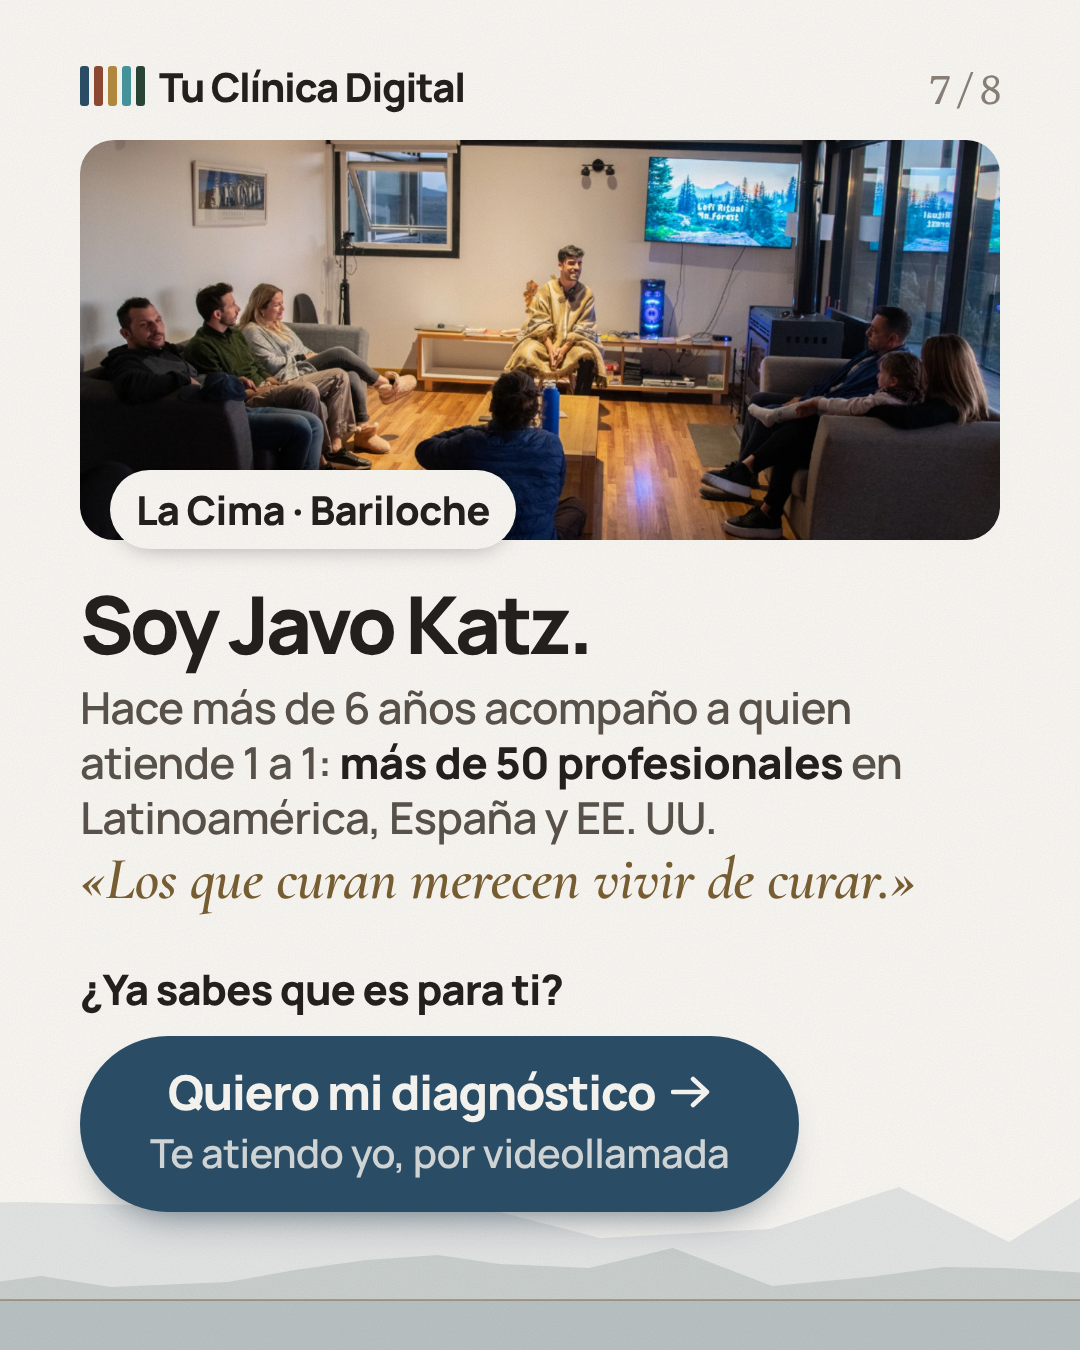 Tu Clínica Digital
7/8
Lofi Ritual
La Cima · Bariloche
Soy Javo Katz.
Hace más de 6 años acompaño a quien
atiende 1 a 1: más de 50 profesionales en
Latinoamérica, España y EE. UU.
«Los que curan merecen vivir de curar.»
¿Ya sabes que es para ti?
Quiero mi diagnóstico →
Te atiendo yo, por videollamada